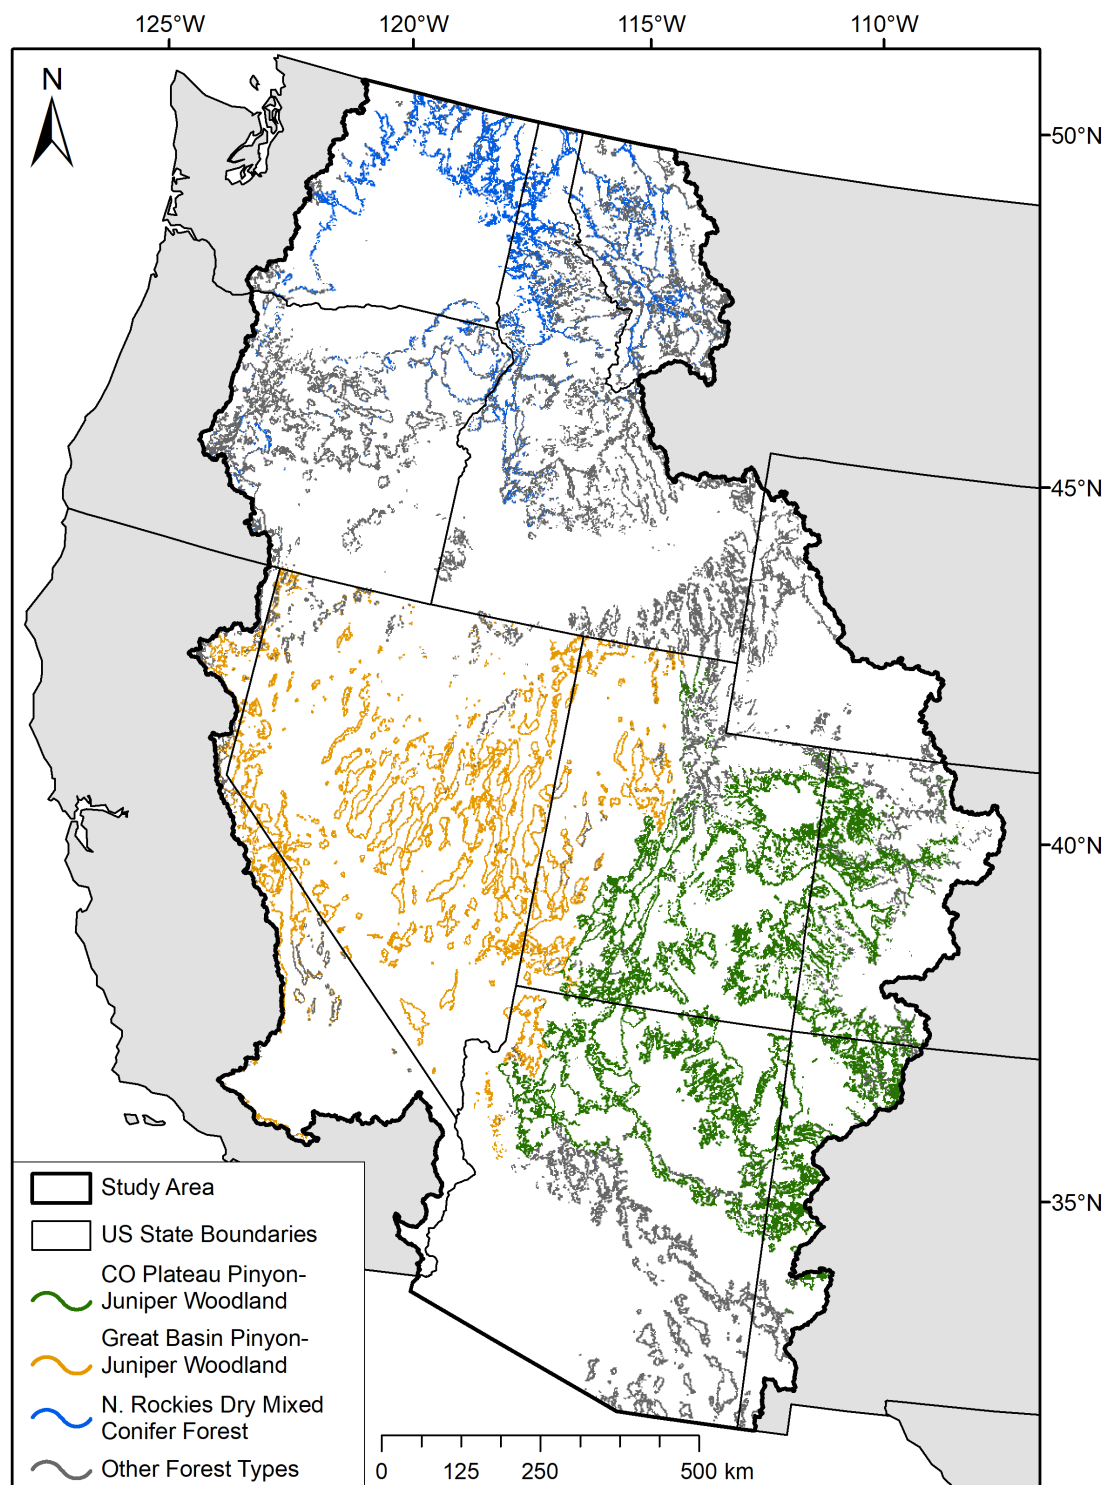 125°W 120°W 115°W 110°W
N
50°N
45°N
40°N
35°N
Study Area
US State Boundaries
CO Plateau Pinyon-
Juniper Woodland
Great Basin Pinyon-
Juniper Woodland
N. Rockies Dry Mixed
Conifer Forest
Other Forest Types
0 125 250 500 km